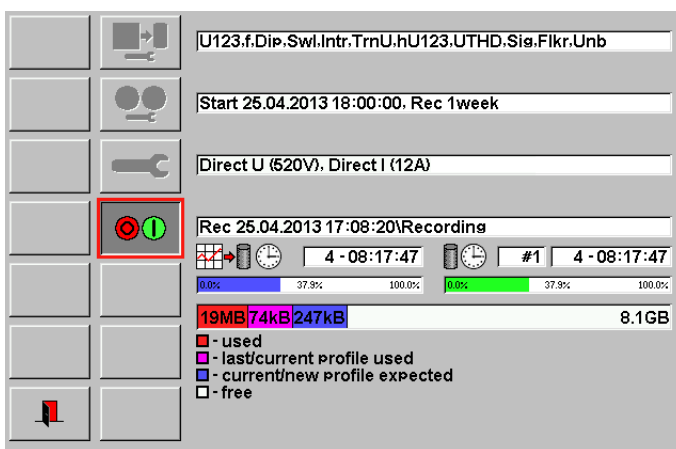 U123,f,Dip,Swl,Intr,TrnU,hU123,UTHD,Sig,Flkr,Unb
Start 25.04.2013 18:00:00, Rec 1week
Direct U (520V), Direct I (12A)
Rec 25.04.2013 17:08:20\Recording
4 - 08:17:47 #1 4 - 08:17:47
0.0% 37.9% 100.0% 0.0% 37.9% 100.0%
19MB 74kB 247kB 8.1GB
- used
- last/current profile used
- current/new profile expected
- free